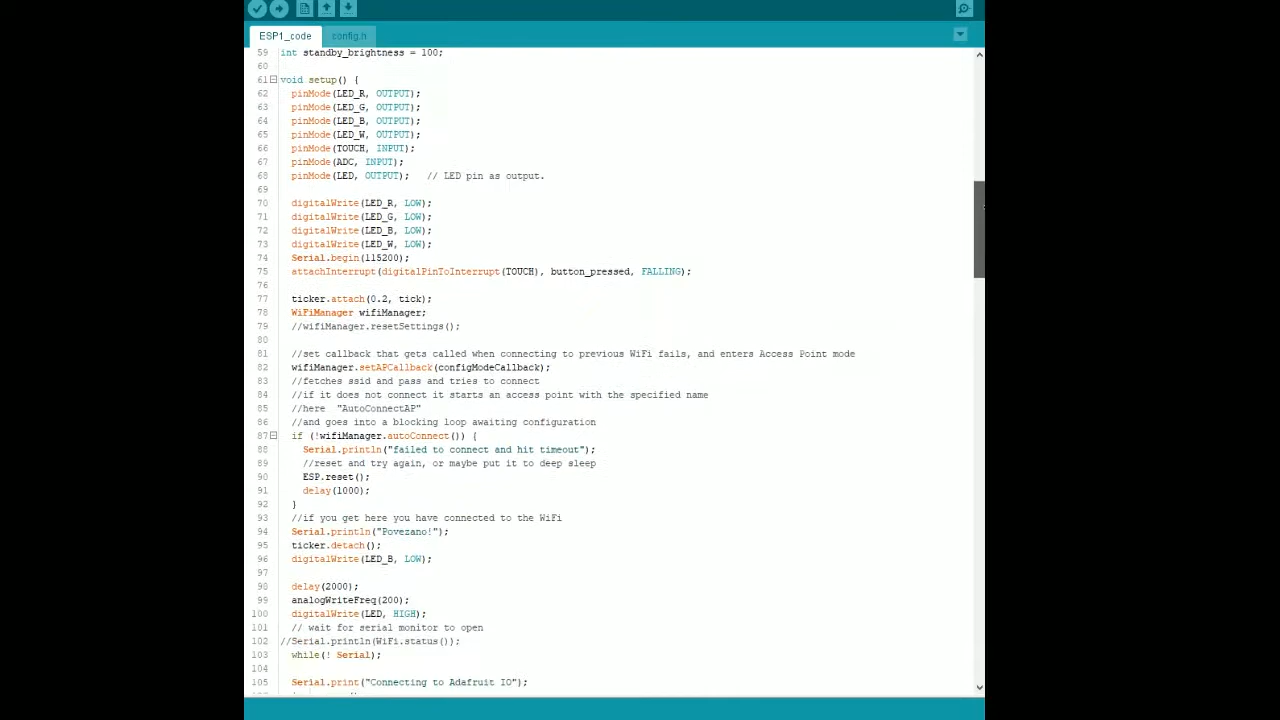 ESP1_code config.h
59 int standby_brightness = 100;
60
61 void setup() {
62 pinMode(LED_R, OUTPUT);
63 pinMode(LED_G, OUTPUT);
64 pinMode(LED_B, OUTPUT);
65 pinMode(LED_W, OUTPUT);
66 pinMode(TOUCH, INPUT);
67 pinMode(ADC, INPUT);
68 pinMode(LED, OUTPUT); // LED pin as output.
69
70 digitalWrite(LED_R, LOW);
71 digitalWrite(LED_G, LOW);
72 digitalWrite(LED_B, LOW);
73 digitalWrite(LED_W, LOW);
74 Serial.begin(115200);
75 attachInterrupt(digitalPinToInterrupt(TOUCH), button_pressed, FALLING);
76
77 ticker.attach(0.2, tick);
78 WiFiManager wifiManager;
79 //wifiManager.resetSettings();
80
81 //set callback that gets called when connecting to previous WiFi fails, and enters Access Point mode
82 wifiManager.setAPCallback(configModeCallback);
83 //fetches ssid and pass and tries to connect
84 //if it does not connect it starts an access point with the specified name
85 //here "AutoConnectAP"
86 //and goes into a blocking loop awaiting configuration
87 if (!wifiManager.autoConnect()) {
88 Serial.println("failed to connect and hit timeout");
89 //reset and try again, or maybe put it to deep sleep
90 ESP.reset();
91 delay(1000);
92 }
93 //if you get here you have connected to the WiFi
94 Serial.println("Povezano!");
95 ticker.detach();
96 digitalWrite(LED_B, LOW);
97
98 delay(2000);
99 analogWriteFreq(200);
100 digitalWrite(LED, HIGH);
101 // wait for serial monitor to open
102 //Serial.println(WiFi.status());
103 while(! Serial);
104
105 Serial.print("Connecting to Adafruit IO");